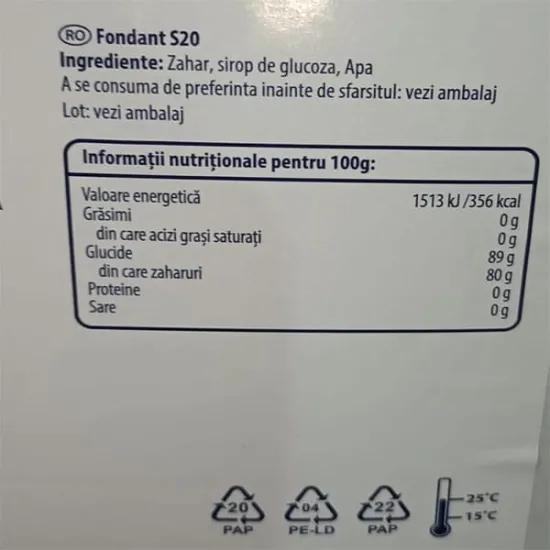 RO Fondant S20
Ingrediente: Zahar, sirop de glucoza, Apa
A se consuma de preferinta inainte de sfarsitul: vezi ambalaj
Lot: vezi ambalaj
Informații nutriționale pentru 100g:
Valoare energetică 1513 kJ /356 kcal
Grăsimi 0 g
din care acizi grași saturați 0 g
Glucide 89 g
din care zaharuri 80 g
Proteine 0 g
Sare 0 g
20 04 22 25°C
PAP PE-LD PAP 15°C